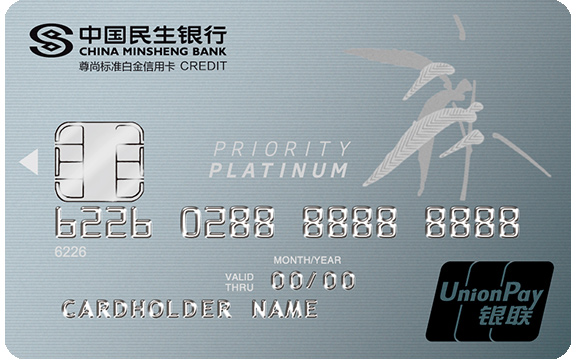 中国民生银行
CHINA MINSHENG BANK
尊尚标准白金信用卡 CREDIT
PRIORITY
PLATINUM
6226 0288 8888 8888
6226
MONTH/YEAR
VALID THRU 00/00
CARDHOLDER NAME
UnionPay
银联